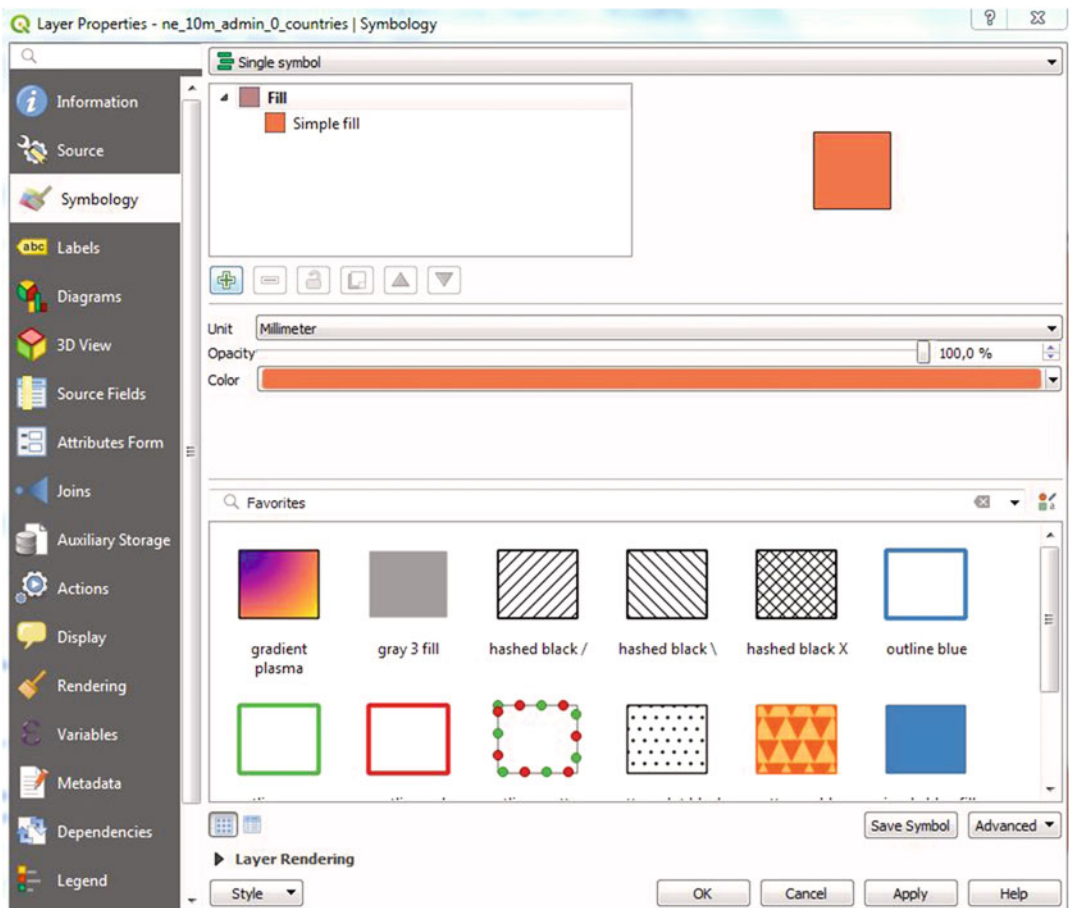 Layer Properties - ne_10m_admin_0_countries | Symbology
Information
Source
Symbology
abc Labels
Diagrams
3D View
Source Fields
Attributes Form
Joins
Auxiliary Storage
Actions
Display
Rendering
Variables
Metadata
Dependencies
Legend
Single symbol
Fill
Simple fill
Unit Millimeter
Opacity 100,0 %
Color
Favorites
gradient plasma
gray 3 fill
hashed black /
hashed black \
hashed black X
outline blue
Save Symbol
Advanced
Layer Rendering
Style
OK
Cancel
Apply
Help